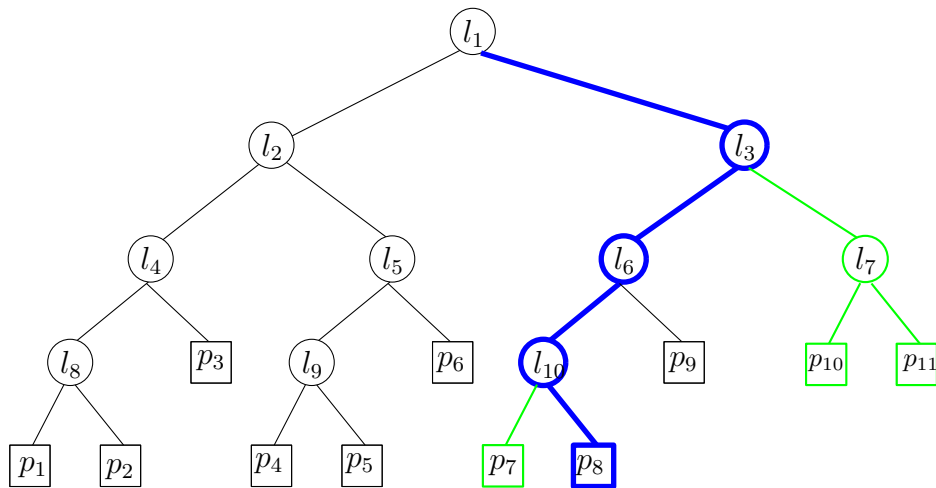 l₁
l₂ l₃
l₄ l₅ l₆ l₇
l₈ p₃ l₉ p₆ l₁₀ p₉ p₁₀ p₁₁
p₁ p₂ p₄ p₅ p₇ p₈